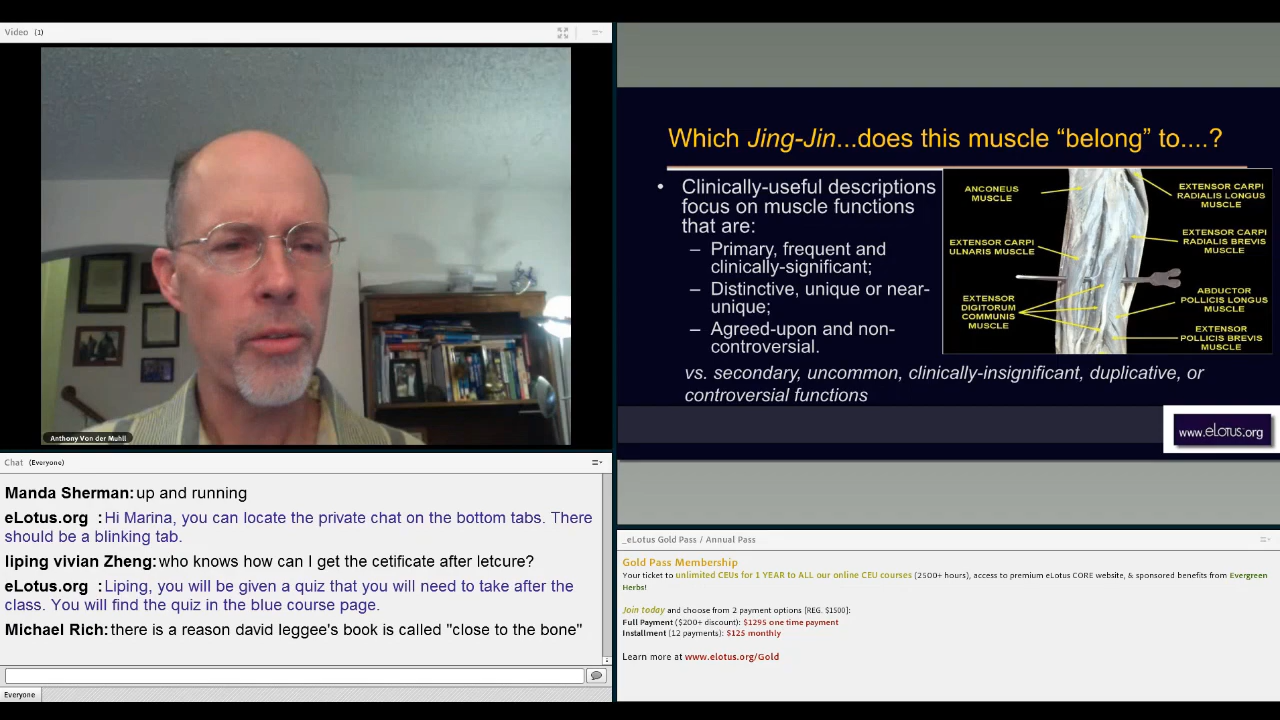 Video (1)
Anthony Von der Muhll
Chat (Everyone)
Manda Sherman: up and running
eLotus.org : Hi Marina, you can locate the private chat on the bottom tabs. There
should be a blinking tab.
liping vivian Zheng: who knows how can I get the cetificate after letcure?
eLotus.org : Liping, you will be given a quiz that you will need to take after the
class. You will find the quiz in the blue course page.
Michael Rich: there is a reason david leggee's book is called "close to the bone"
Everyone
Which Jing-Jin...does this muscle “belong” to....?
• Clinically-useful descriptions
focus on muscle functions
that are:
– Primary, frequent and
clinically-significant;
– Distinctive, unique or near-
unique;
– Agreed-upon and non-
controversial.
vs. secondary, uncommon, clinically-insignificant, duplicative, or
controversial functions
ANCONEUS
MUSCLE
EXTENSOR CARPI
ULNARIS MUSCLE
EXTENSOR
DIGITORUM
COMMUNIS
MUSCLE
EXTENSOR CARPI
RADIALIS LONGUS
MUSCLE
EXTENSOR CARPI
RADIALIS BREVIS
MUSCLE
ABDUCTOR
POLLICIS LONGUS
MUSCLE
EXTENSOR
POLLICIS BREVIS
MUSCLE
www.eLotus.org
_eLotus Gold Pass / Annual Pass
Gold Pass Membership
Your ticket to unlimited CEUs for 1 YEAR to ALL our online CEU courses (2500+ hours), access to premium eLotus CORE website, & sponsored benefits from Evergreen
Herbs!
Join today and choose from 2 payment options [REG. $1500]:
Full Payment ($200+ discount): $1295 one time payment
Installment (12 payments): $125 monthly
Learn more at www.elotus.org/Gold